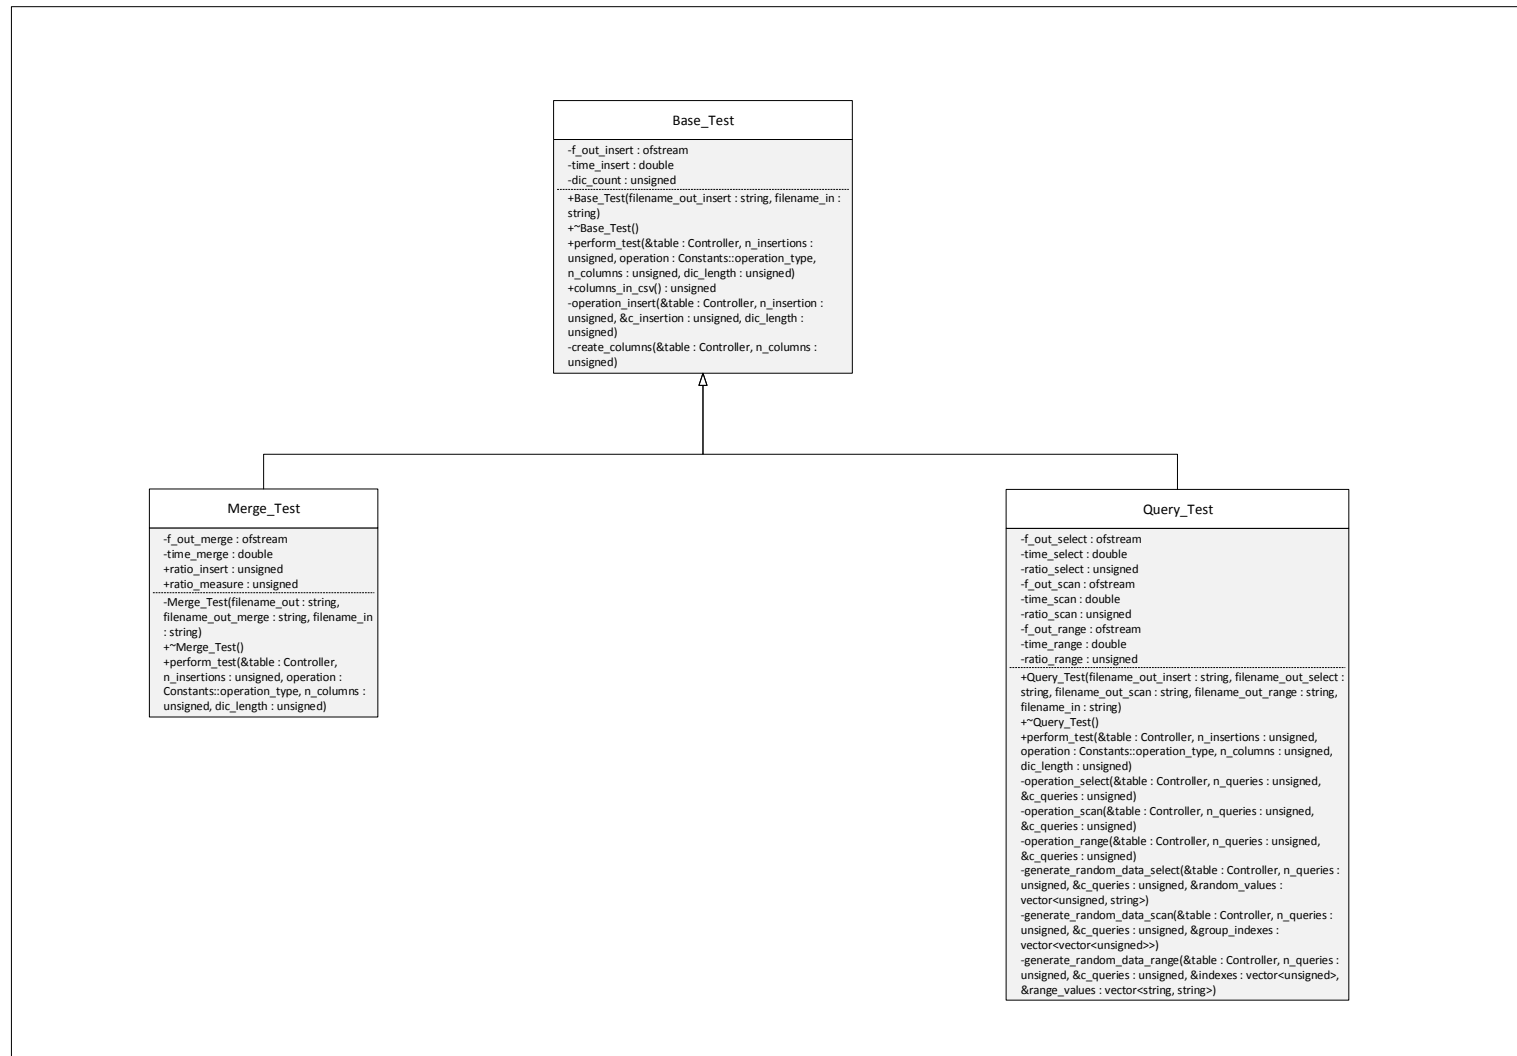 Base_Test
-f_out_insert : ofstream
-time_insert : double
-dic_count : unsigned
+Base_Test(filename_out_insert : string, filename_in :
string)
+~Base_Test()
+perform_test(&table : Controller, n_insertions :
unsigned, operation : Constants::operation_type,
n_columns : unsigned, dic_length : unsigned)
+columns_in_csv() : unsigned
-operation_insert(&table : Controller, n_insertion :
unsigned, &c_insertion : unsigned, dic_length :
unsigned)
-create_columns(&table : Controller, n_columns :
unsigned)
Merge_Test
-f_out_merge : ofstream
-time_merge : double
+ratio_insert : unsigned
+ratio_measure : unsigned
-Merge_Test(filename_out : string,
filename_out_merge : string, filename_in
: string)
+~Merge_Test()
+perform_test(&table : Controller,
n_insertions : unsigned, operation :
Constants::operation_type, n_columns :
unsigned, dic_length : unsigned)
Query_Test
-f_out_select : ofstream
-time_select : double
-ratio_select : unsigned
-f_out_scan : ofstream
-time_scan : double
-ratio_scan : unsigned
-f_out_range : ofstream
-time_range : double
-ratio_range : unsigned
+Query_Test(filename_out_insert : string, filename_out_select :
string, filename_out_scan : string, filename_out_range : string,
filename_in : string)
+~Query_Test()
+perform_test(&table : Controller, n_insertions : unsigned,
operation : Constants::operation_type, n_columns : unsigned,
dic_length : unsigned)
-operation_select(&table : Controller, n_queries : unsigned,
&c_queries : unsigned)
-operation_scan(&table : Controller, n_queries : unsigned,
&c_queries : unsigned)
-operation_range(&table : Controller, n_queries : unsigned,
&c_queries : unsigned)
-generate_random_data_select(&table : Controller, n_queries :
unsigned, &c_queries : unsigned, &random_values :
vector<unsigned, string>)
-generate_random_data_scan(&table : Controller, n_queries :
unsigned, &c_queries : unsigned, &group_indexes :
vector<vector<unsigned>>)
-generate_random_data_range(&table : Controller, n_queries :
unsigned, &c_queries : unsigned, &indexes : vector<unsigned>,
&range_values : vector<string, string>)